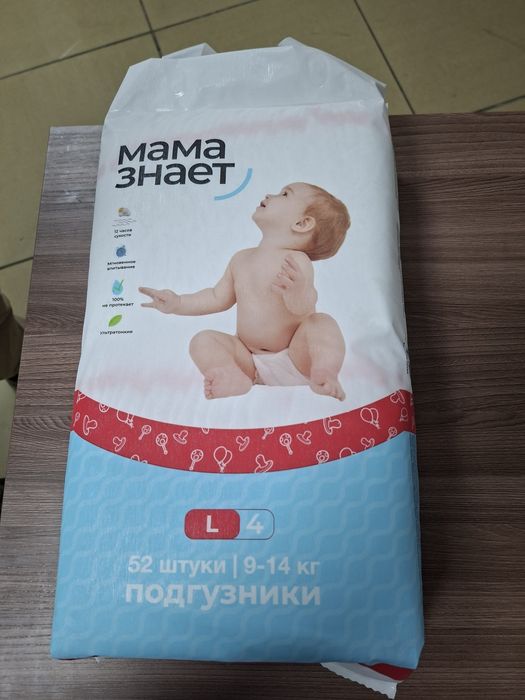 мама
знает
12 часов
сухости
Мгновенное
впитывание
100%
не протекает
Ультратонкие
L 4
52 штуки | 9-14 кг
подгузники